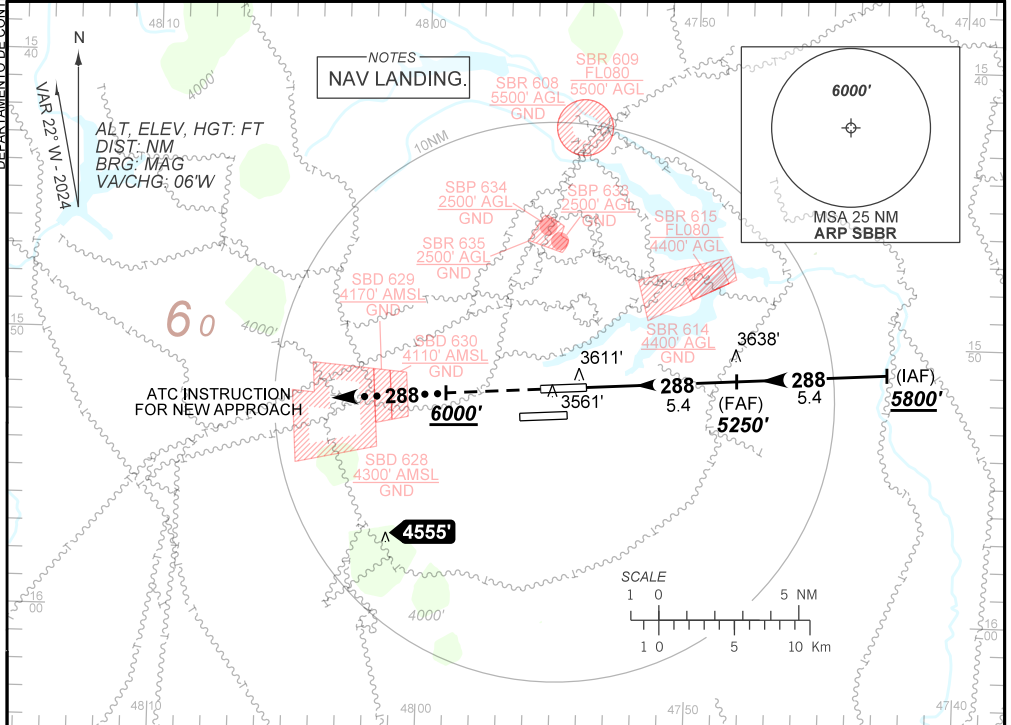 48 10
48 00
47 50
47 40
15
40
N
VAR 22° W - 2024
ALT, ELEV, HGT: FT
DIST: NM
BRG: MAG
VA/CHG: 06'W
4000'
NOTES
NAV LANDING.
10NM
SBR 608
5500' AGL
GND
SBR 609
FL080
5500' AGL
15
40
6000'
MSA 25 NM
ARP SBBR
SBP 634
2500' AGL
GND
2500' AGL
GND
SBR 635
2500' AGL
GND
SBR 615
FL080
4400' AGL
SBR 614
4400' AGL
GND
SBD 629
4170' AMSL
GND
SBD 630
4110' AMSL
GND
60
4000'
15
50
15
50
3611'
3638'
3561'
ATC INSTRUCTION
FOR NEW APPROACH
288
6000'
288
5.4
(FAF)
5250'
288
5.4
(IAF)
5800'
SBD 628
4300' AMSL
GND
4555'
4000'
SCALE
1 0 5 NM
1 0 5 10 Km
16
00
16
00
48 10
48 00
47 50
47 40